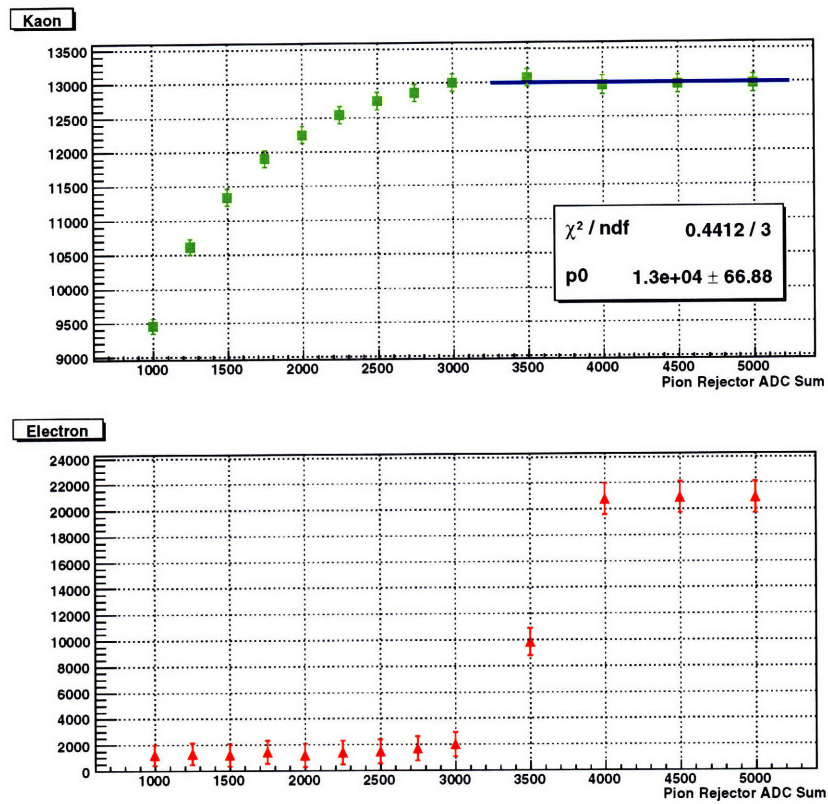 Kaon
13500
13000
12500
12000
11500
11000
10500
10000
9500
9000
χ² / ndf 0.4412 / 3
p0 1.3e+04 ± 66.88
1000 1500 2000 2500 3000 3500 4000 4500 5000
Pion Rejector ADC Sum
Electron
24000
22000
20000
18000
16000
14000
12000
10000
8000
6000
4000
2000
0
1000 1500 2000 2500 3000 3500 4000 4500 5000
Pion Rejector ADC Sum